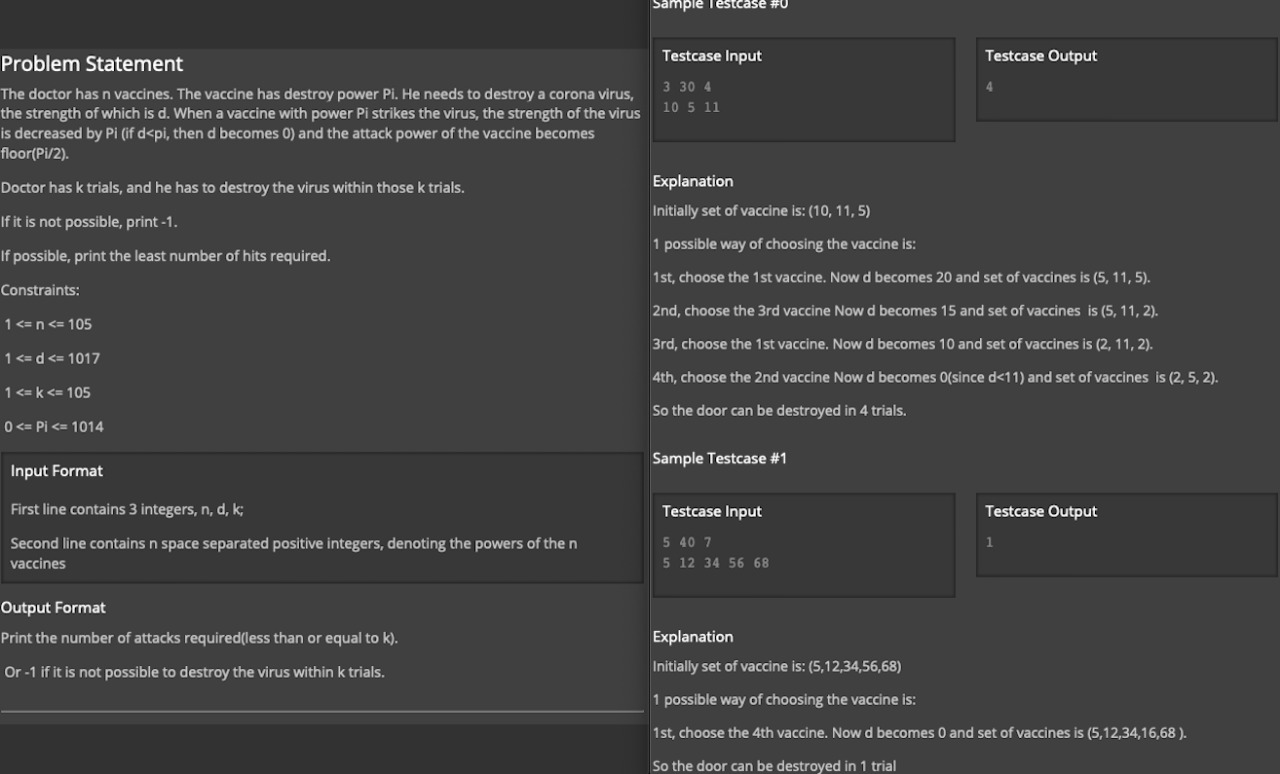 Problem Statement
The doctor has n vaccines. The vaccine has destroy power Pi. He needs to destroy a corona virus,
the strength of which is d. When a vaccine with power Pi strikes the virus, the strength of the virus
is decreased by Pi (if d<pi, then d becomes 0) and the attack power of the vaccine becomes
floor(Pi/2).
Doctor has k trials, and he has to destroy the virus within those k trials.
If it is not possible, print -1.
If possible, print the least number of hits required.
Constraints:
1 <= n <= 105
1 <= d <= 1017
1 <= k <= 105
0 <= Pi <= 1014
Input Format
First line contains 3 integers, n, d, k;
Second line contains n space separated positive integers, denoting the powers of the n
vaccines
Output Format
Print the number of attacks required(less than or equal to k).
Or -1 if it is not possible to destroy the virus within k trials.
Sample Testcase #0
Testcase Input
3 30 4
10 5 11
Testcase Output
4
Explanation
Initially set of vaccine is: (10, 11, 5)
1 possible way of choosing the vaccine is:
1st, choose the 1st vaccine. Now d becomes 20 and set of vaccines is (5, 11, 5).
2nd, choose the 3rd vaccine Now d becomes 15 and set of vaccines is (5, 11, 2).
3rd, choose the 1st vaccine. Now d becomes 10 and set of vaccines is (2, 11, 2).
4th, choose the 2nd vaccine Now d becomes 0(since d<11) and set of vaccines is (2, 5, 2).
So the door can be destroyed in 4 trials.
Sample Testcase #1
Testcase Input
5 40 7
5 12 34 56 68
Testcase Output
1
Explanation
Initially set of vaccine is: (5,12,34,56,68)
1 possible way of choosing the vaccine is:
1st, choose the 4th vaccine. Now d becomes 0 and set of vaccines is (5,12,34,16,68 ).
So the door can be destroyed in 1 trial